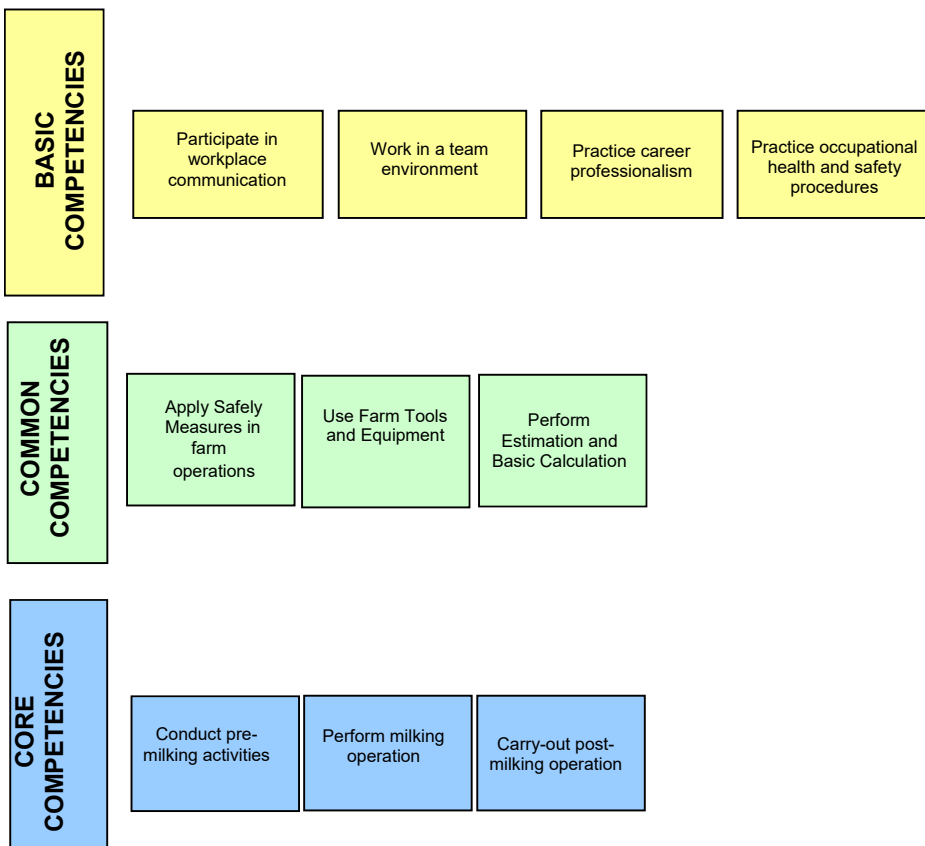 BASIC
COMPETENCIES
Participate in
workplace
communication
Work in a team
environment
Practice career
professionalism
Practice occupational
health and safety
procedures
COMMON
COMPETENCIES
Apply Safely
Measures in
farm
operations
Use Farm Tools
and Equipment
Perform
Estimation and
Basic Calculation
CORE
COMPETENCIES
Conduct pre-
milking activities
Perform milking
operation
Carry-out post-
milking operation